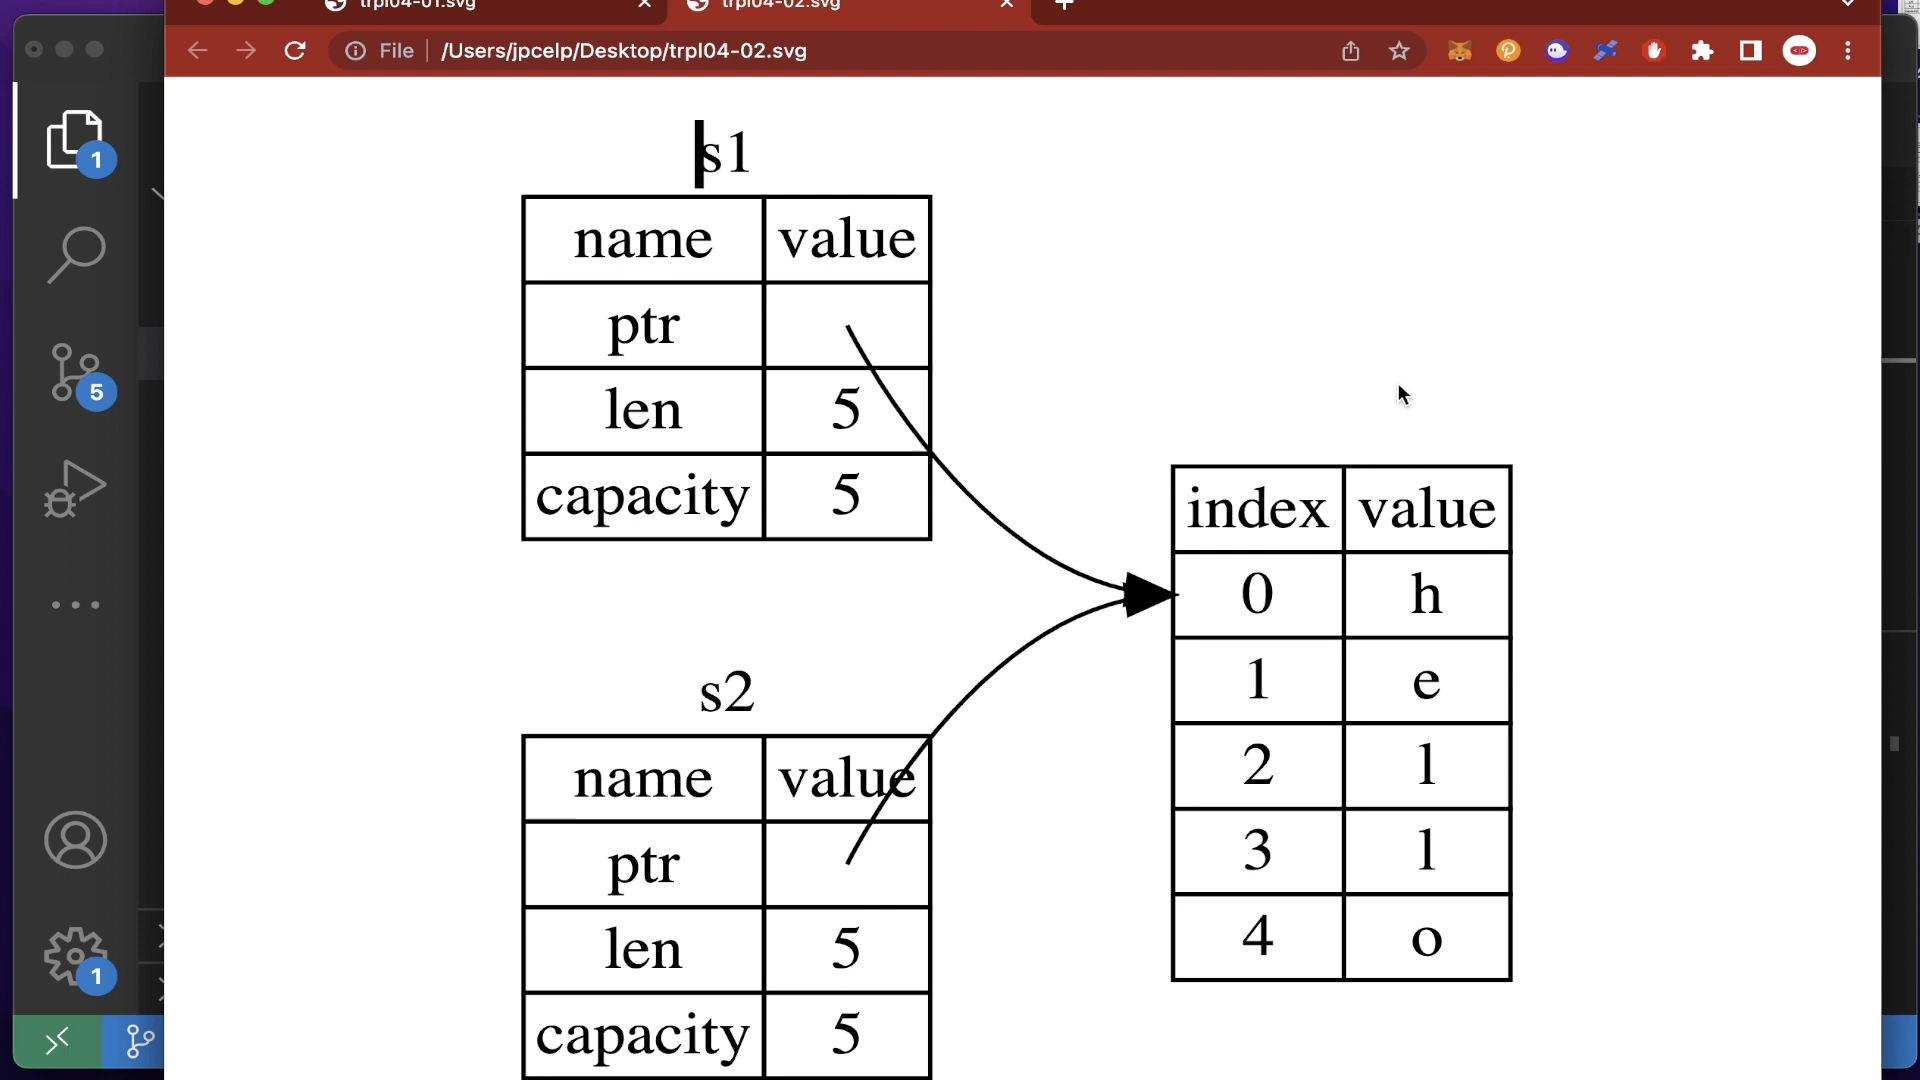 trpl04-01.svg
trpl04-02.svg
File /Users/jpcelp/Desktop/trpl04-02.svg
1
5
1
s1
name value
ptr
len 5
capacity 5
s2
name value
ptr
len 5
capacity 5
index value
0 h
1 e
2 l
3 l
4 o